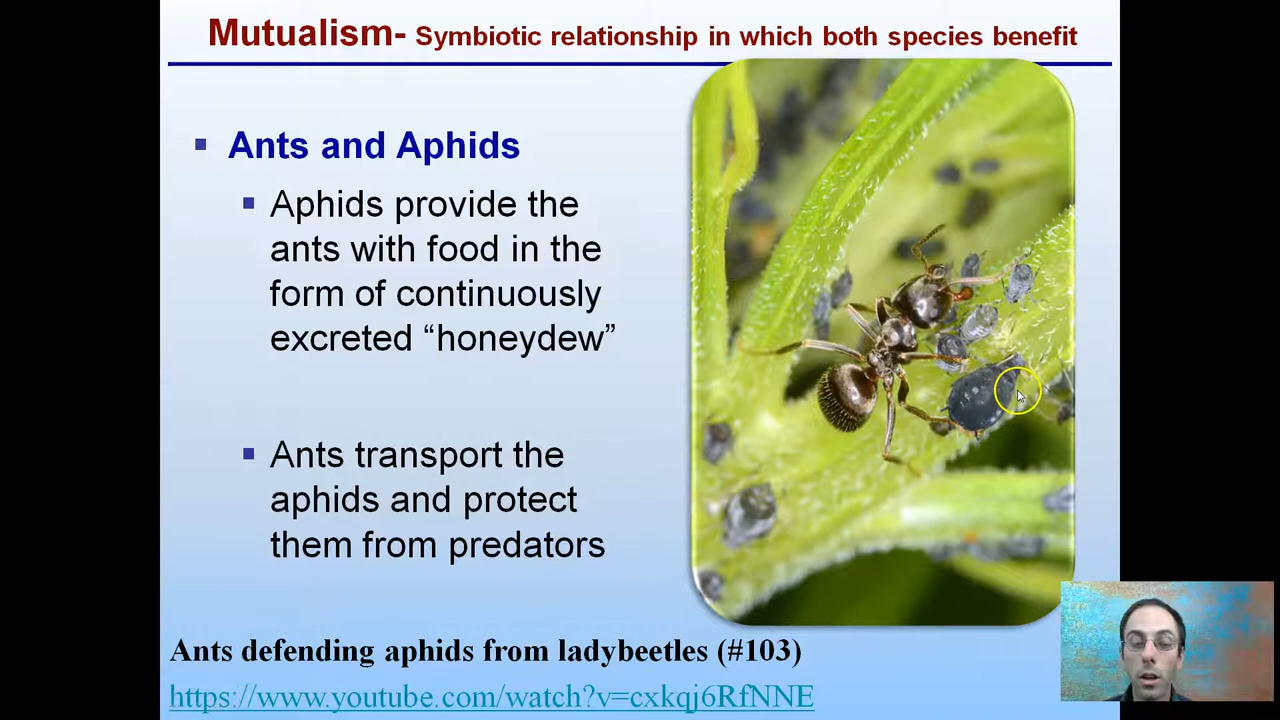 Mutualism- Symbiotic relationship in which both species benefit
▪ Ants and Aphids
▪ Aphids provide the
ants with food in the
form of continuously
excreted “honeydew”
▪ Ants transport the
aphids and protect
them from predators
Ants defending aphids from ladybeetles (#103)
https://www.youtube.com/watch?v=cxkqj6RfNNE